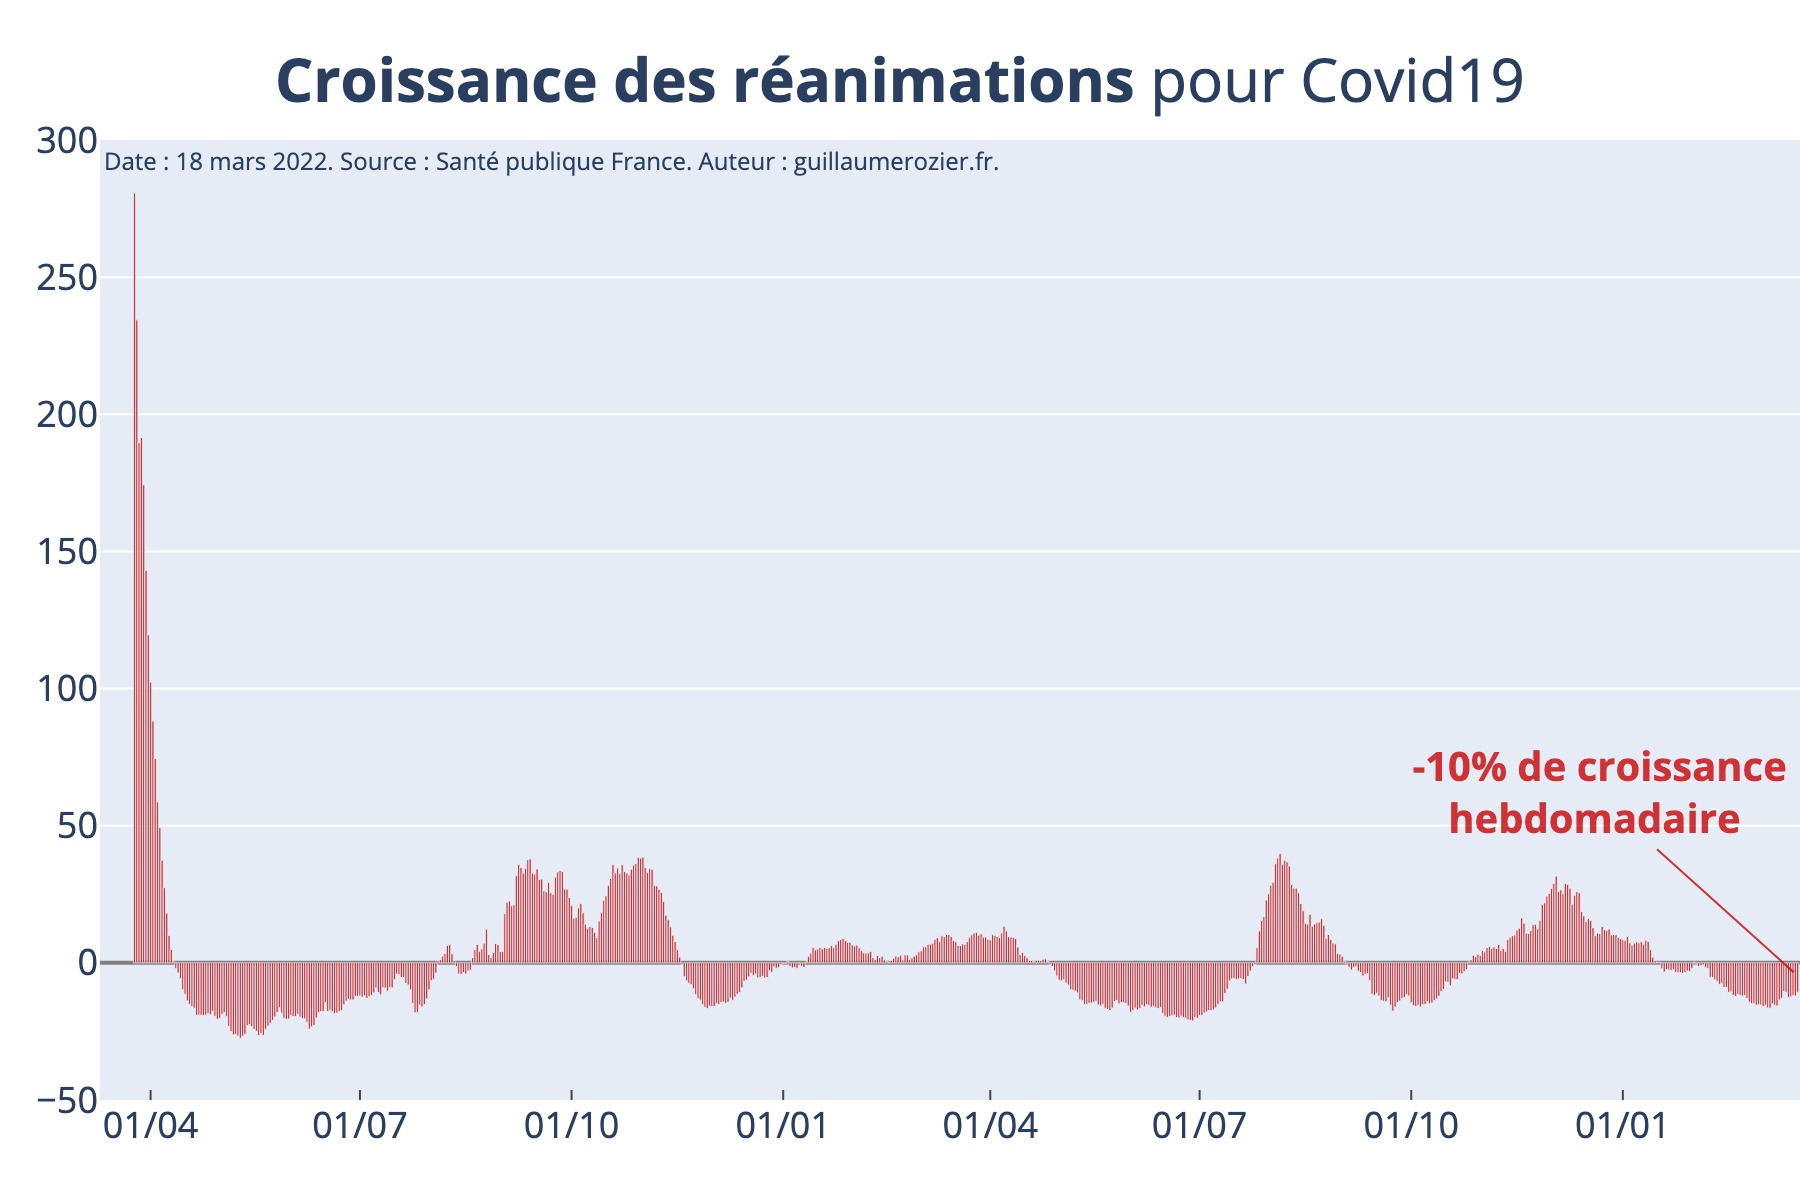 Croissance des réanimations pour Covid19
300
Date : 18 mars 2022. Source : Santé publique France. Auteur : guillaumerozier.fr.
250
200
150
100
-10% de croissance
hebdomadaire
50
0
−50
01/04 01/07 01/10 01/01 01/04 01/07 01/10 01/01